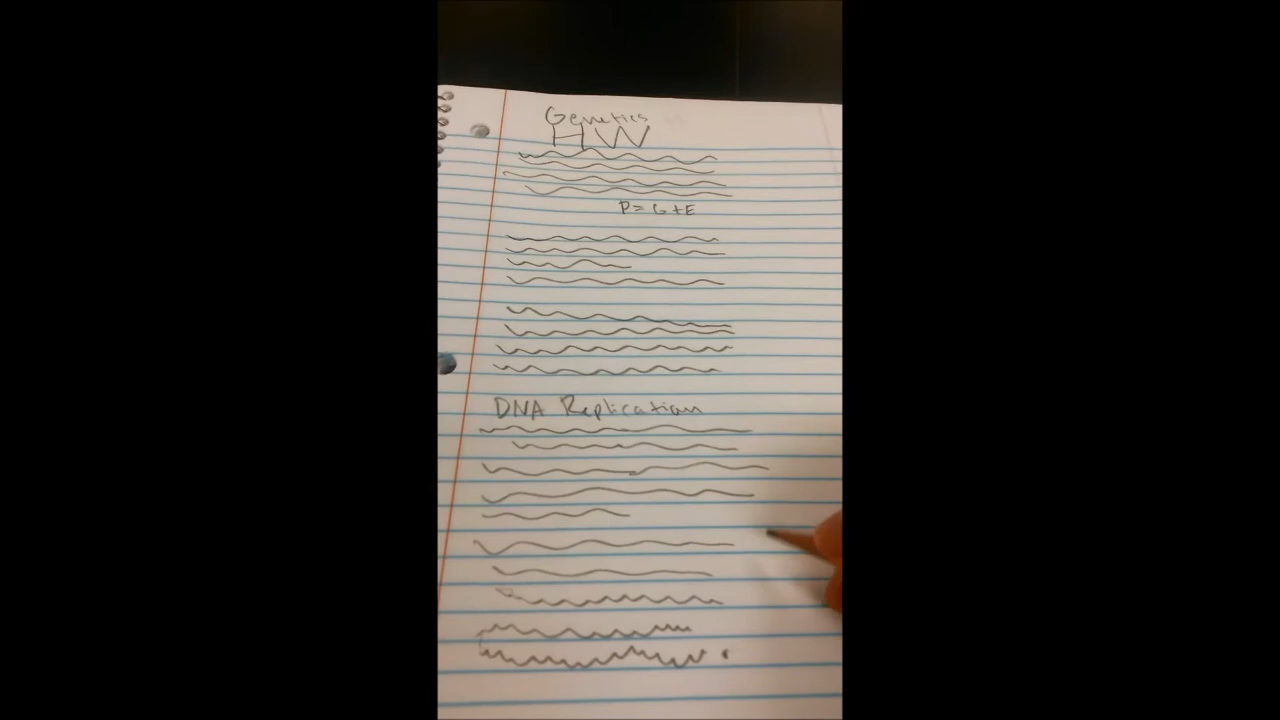 Genetics
HW
P = G + E
DNA Replication